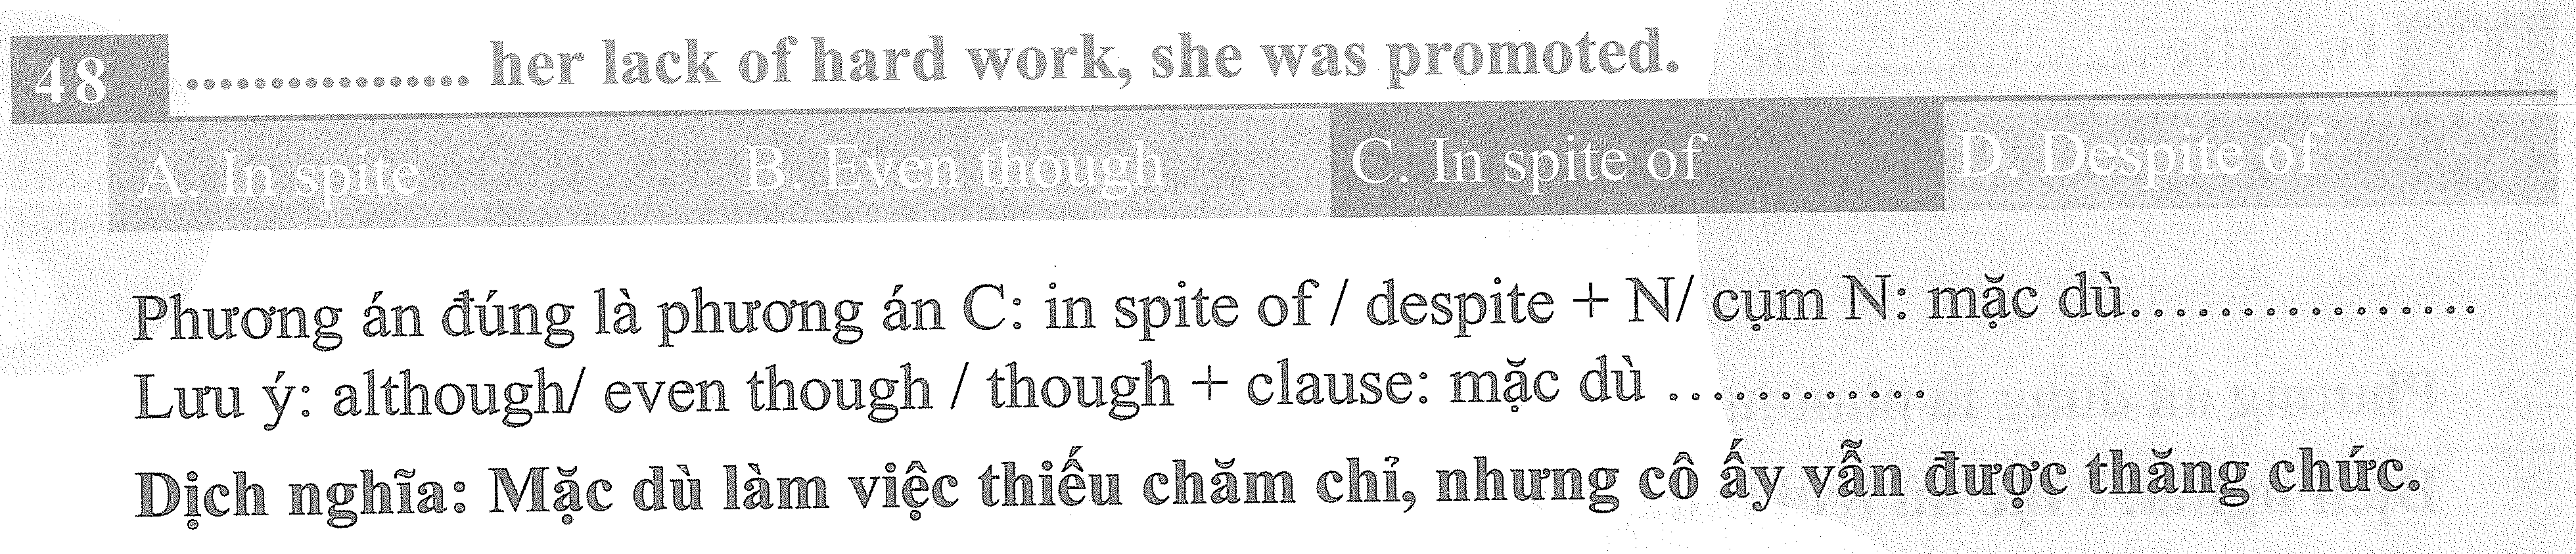 48 ................ her lack of hard work, she was promoted.
A. In spite B. Even though C. In spite of D. Despite of
Phương án đúng là phương án C: in spite of / despite + N/ cụm N: mặc dù................
Lưu ý: although/ even though / though + clause: mặc dù ............
Dịch nghĩa: Mặc dù làm việc thiếu chăm chỉ, nhưng cô ấy vẫn được thăng chức.